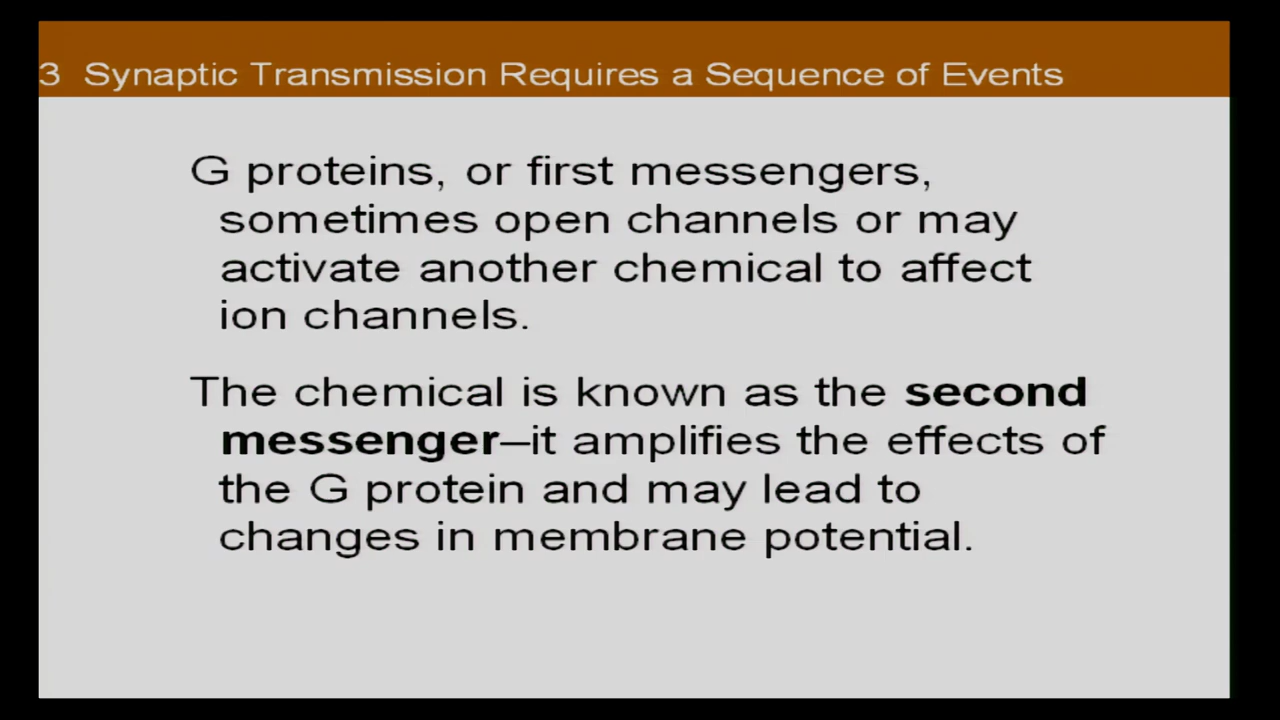 3 Synaptic Transmission Requires a Sequence of Events
G proteins, or first messengers,
sometimes open channels or may
activate another chemical to affect
ion channels.
The chemical is known as the second
messenger–it amplifies the effects of
the G protein and may lead to
changes in membrane potential.